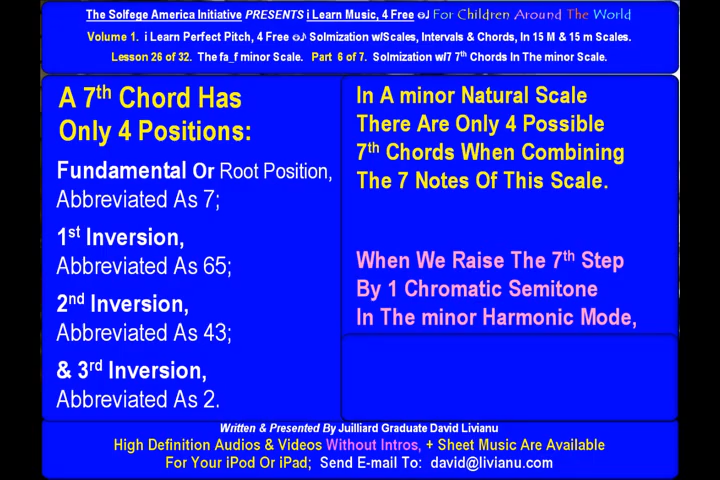 The Solfege America Initiative PRESENTS i Learn Music, 4 Free For Children Around The World
Volume 1. i Learn Perfect Pitch, 4 Free Solmization w/Scales, Intervals & Chords, In 15 M & 15 m Scales.
Lesson 26 of 32. The fa_f minor Scale. Part 6 of 7. Solmization w/7 7th Chords In The minor Scale.
A 7th Chord Has
Only 4 Positions:
Fundamental Or Root Position,
Abbreviated As 7;
1st Inversion,
Abbreviated As 65;
2nd Inversion,
Abbreviated As 43;
& 3rd Inversion,
Abbreviated As 2.
In A minor Natural Scale
There Are Only 4 Possible
7th Chords When Combining
The 7 Notes Of This Scale.
When We Raise The 7th Step
By 1 Chromatic Semitone
In The minor Harmonic Mode,
Written & Presented By Juilliard Graduate David Livianu
High Definition Audios & Videos Without Intros, + Sheet Music Are Available
For Your iPod Or iPad; Send E-mail To: david@livianu.com